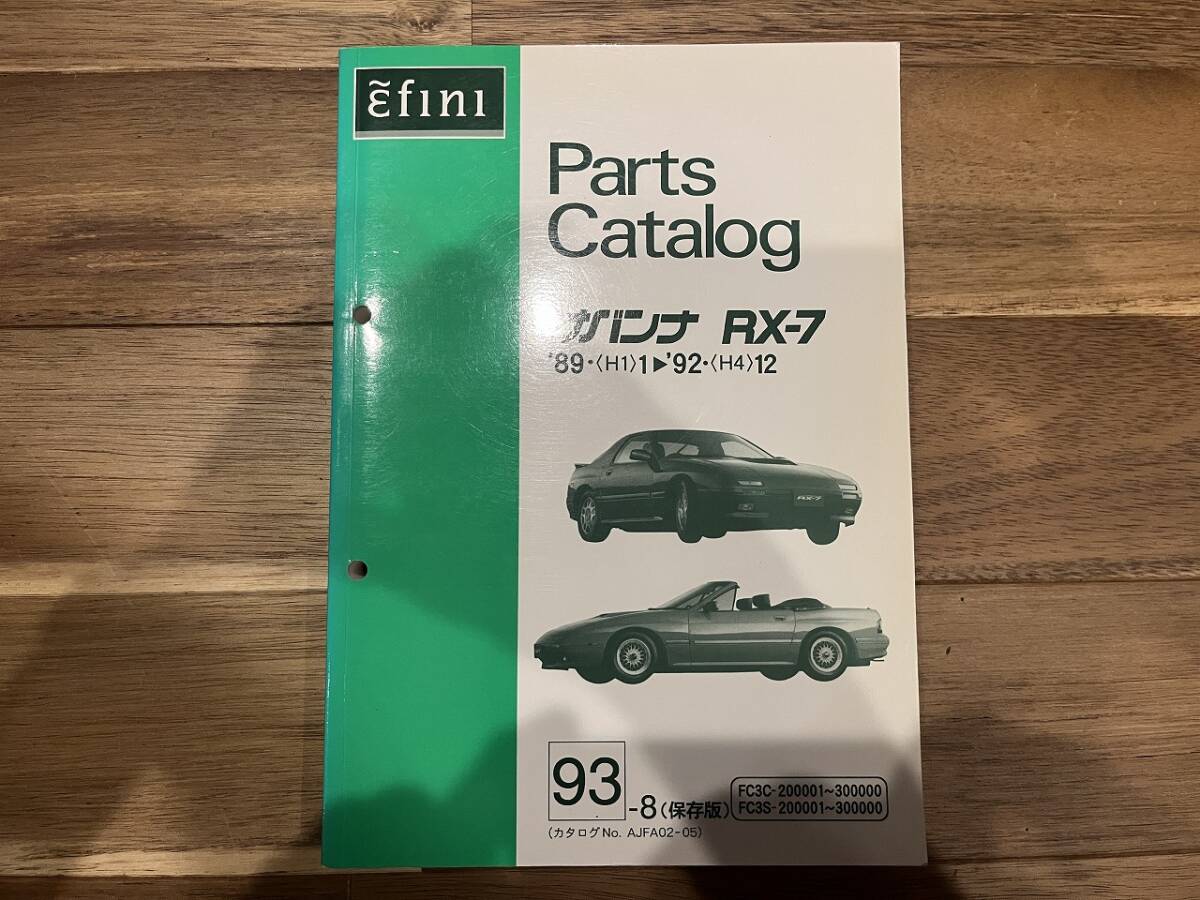 ẽfini
Parts
Catalog
サバンナ RX-7
'89・〈H1〉1▶'92・〈H4〉12
RX-7
93-8(保存版)
FC3C-200001~300000
FC3S-200001~300000
(カタログNo. AJFA02-05)